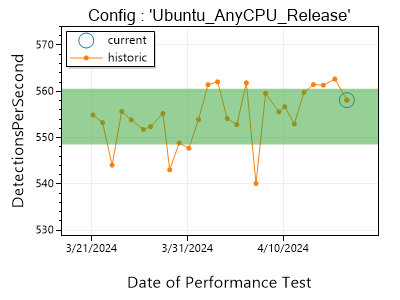 Config : 'Ubuntu_AnyCPU_Release'
current
historic
DetectionsPerSecond
570
560
550
540
530
3/21/2024
3/31/2024
4/10/2024
Date of Performance Test